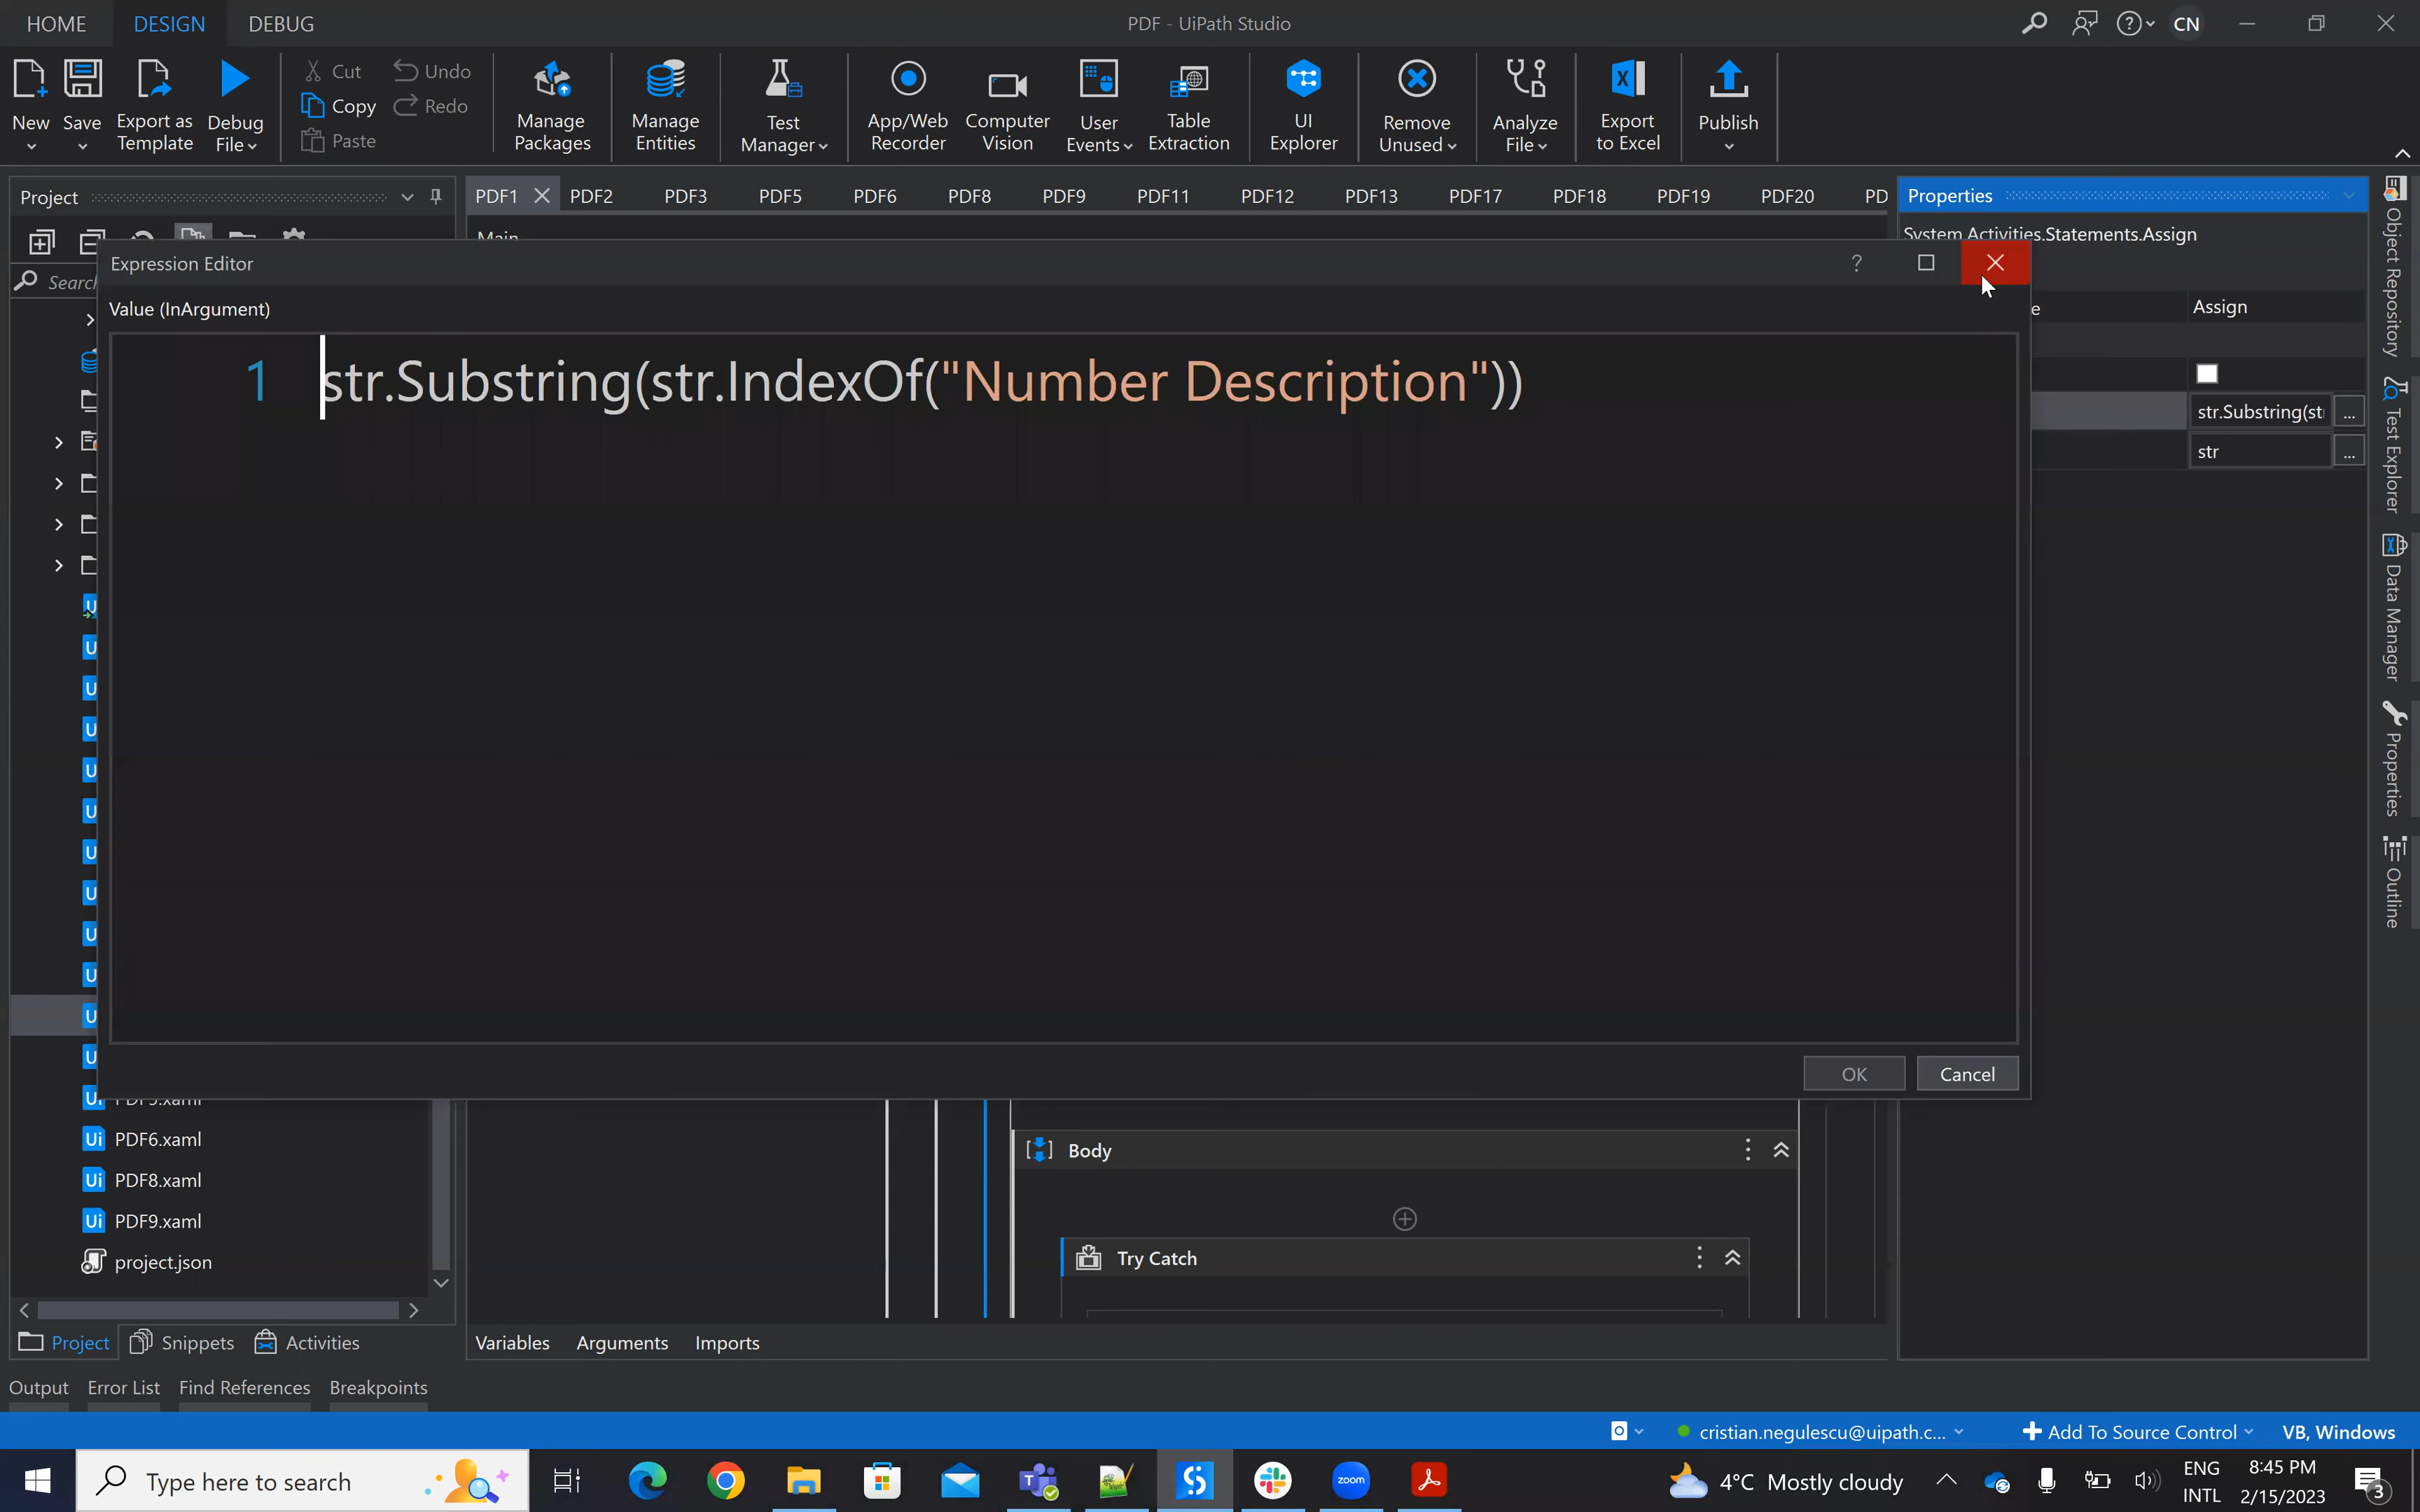 HOME DESIGN DEBUG PDF - UiPath Studio CN
New Save Export as Template Debug File Cut Copy Paste Undo Redo Manage Packages Manage Entities Test Manager App/Web Recorder Computer Vision User Events Table Extraction UI Explorer Remove Unused Analyze File Export to Excel Publish
Project PDF1 PDF2 PDF3 PDF5 PDF6 PDF8 PDF9 PDF11 PDF12 PDF13 PDF17 PDF18 PDF19 PDF20 PD Properties
Main
System.Activities.Statements.Assign
Expression Editor ?
Search
Value (InArgument)
e Assign
1 str.Substring(str.IndexOf("Number Description"))
str.Substring(st
str ...
Object Repository
Test Explorer
Data Manager
Properties
Outline
OK Cancel
PDF5.xaml
PDF6.xaml
PDF8.xaml
PDF9.xaml
project.json
Body
Try Catch
Project Snippets Activities Variables Arguments Imports
Output Error List Find References Breakpoints
cristian.negulescu@uipath.c... Add To Source Control VB, Windows
Type here to search zoom 4°C Mostly cloudy ENG INTL 8:45 PM 2/15/2023 3